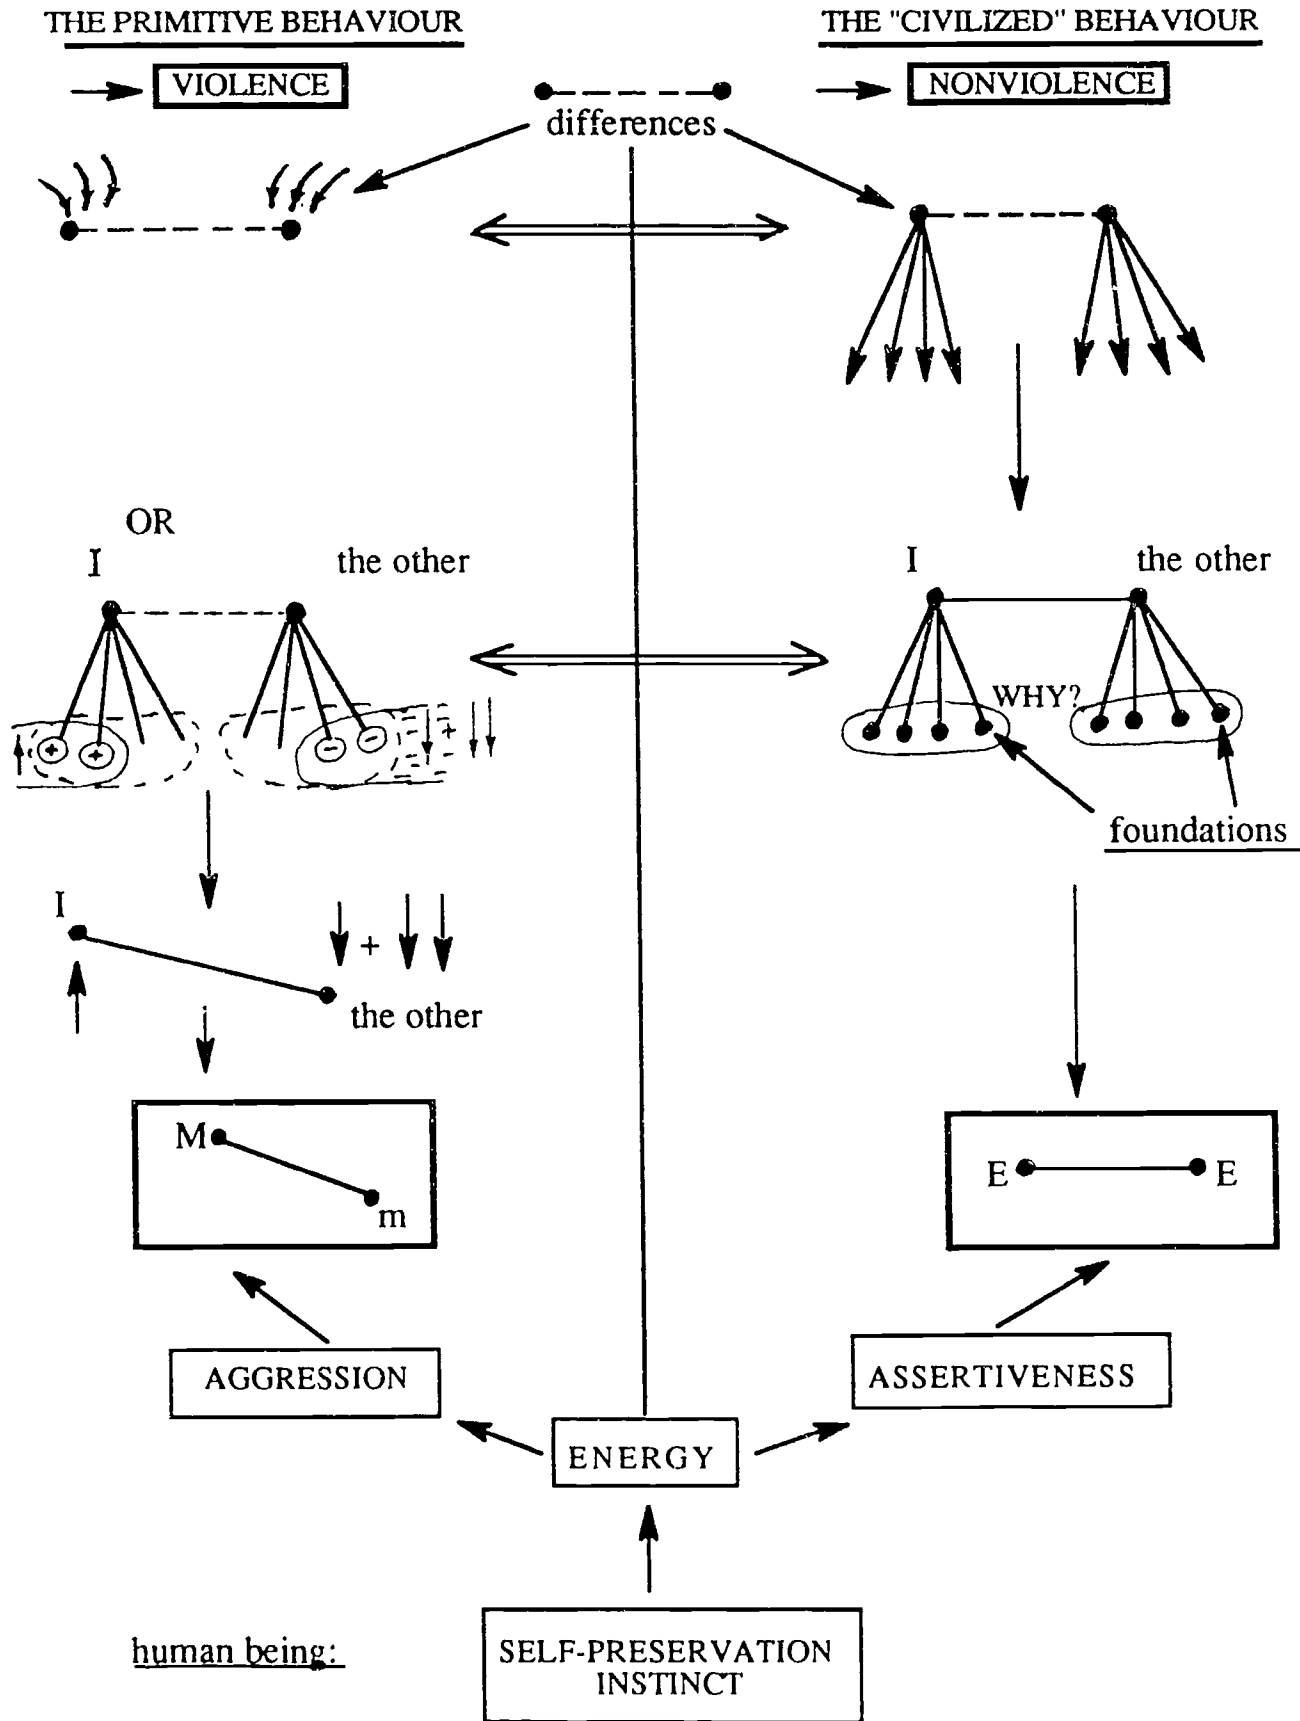 THE PRIMITIVE BEHAVIOUR
THE "CIVILIZED" BEHAVIOUR
VIOLENCE
NONVIOLENCE
differences
OR
I
the other
I
the other
+
+
-
-
+
WHY?
foundations
I
+
the other
M
m
E
E
AGGRESSION
ASSERTIVENESS
ENERGY
human being:
SELF-PRESERVATION
INSTINCT